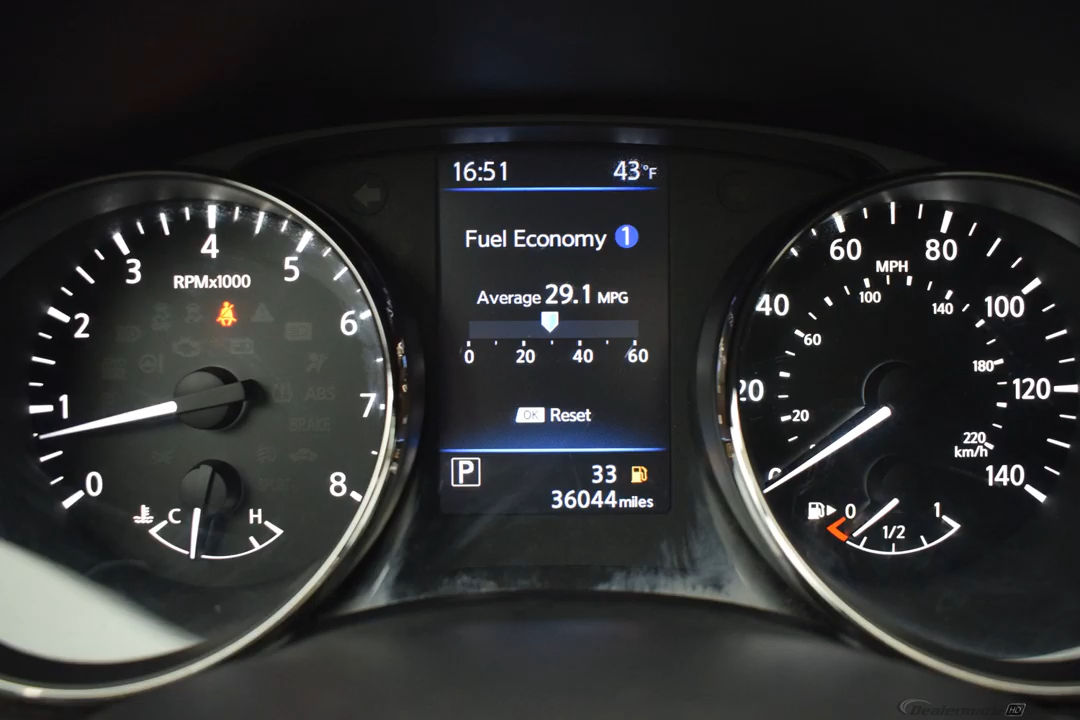 16:51 43°F
Fuel Economy 1
Average 29.1 MPG
0 20 40 60
OK Reset
P 33
36044 miles
0 1 2 3 4 5 6 7 8
RPMx1000
ABS
BRAKE
C H
0 20 40 60 80 100 120 140
MPH
20 60 100 140 180 220
km/h
0 1/2 1
HD